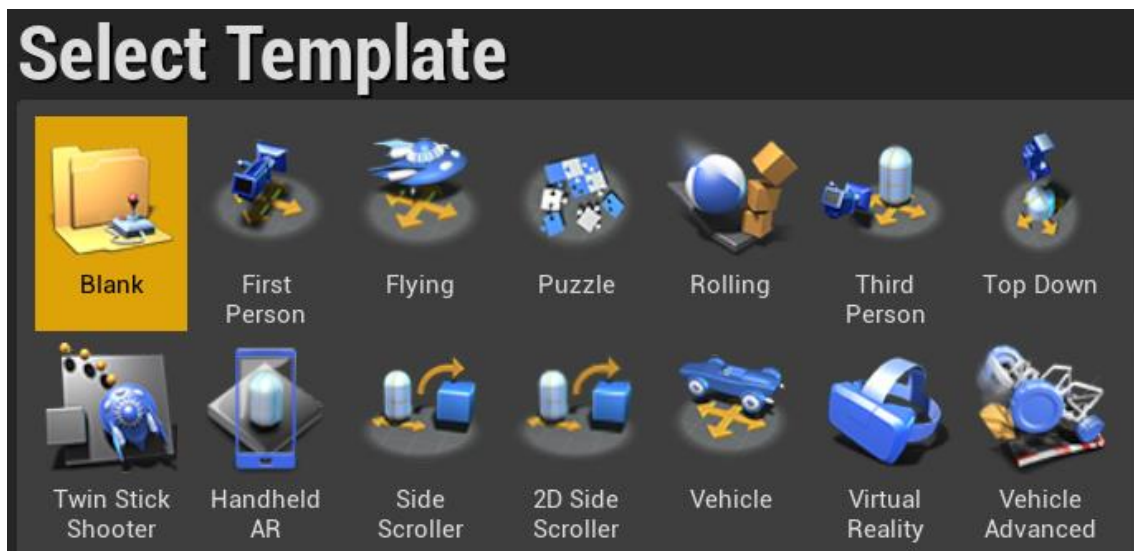 Select Template
Blank
First
Person
Flying
Puzzle
Rolling
Third
Person
Top Down
Twin Stick
Shooter
Handheld
AR
Side
Scroller
2D Side
Scroller
Vehicle
Virtual
Reality
Vehicle
Advanced